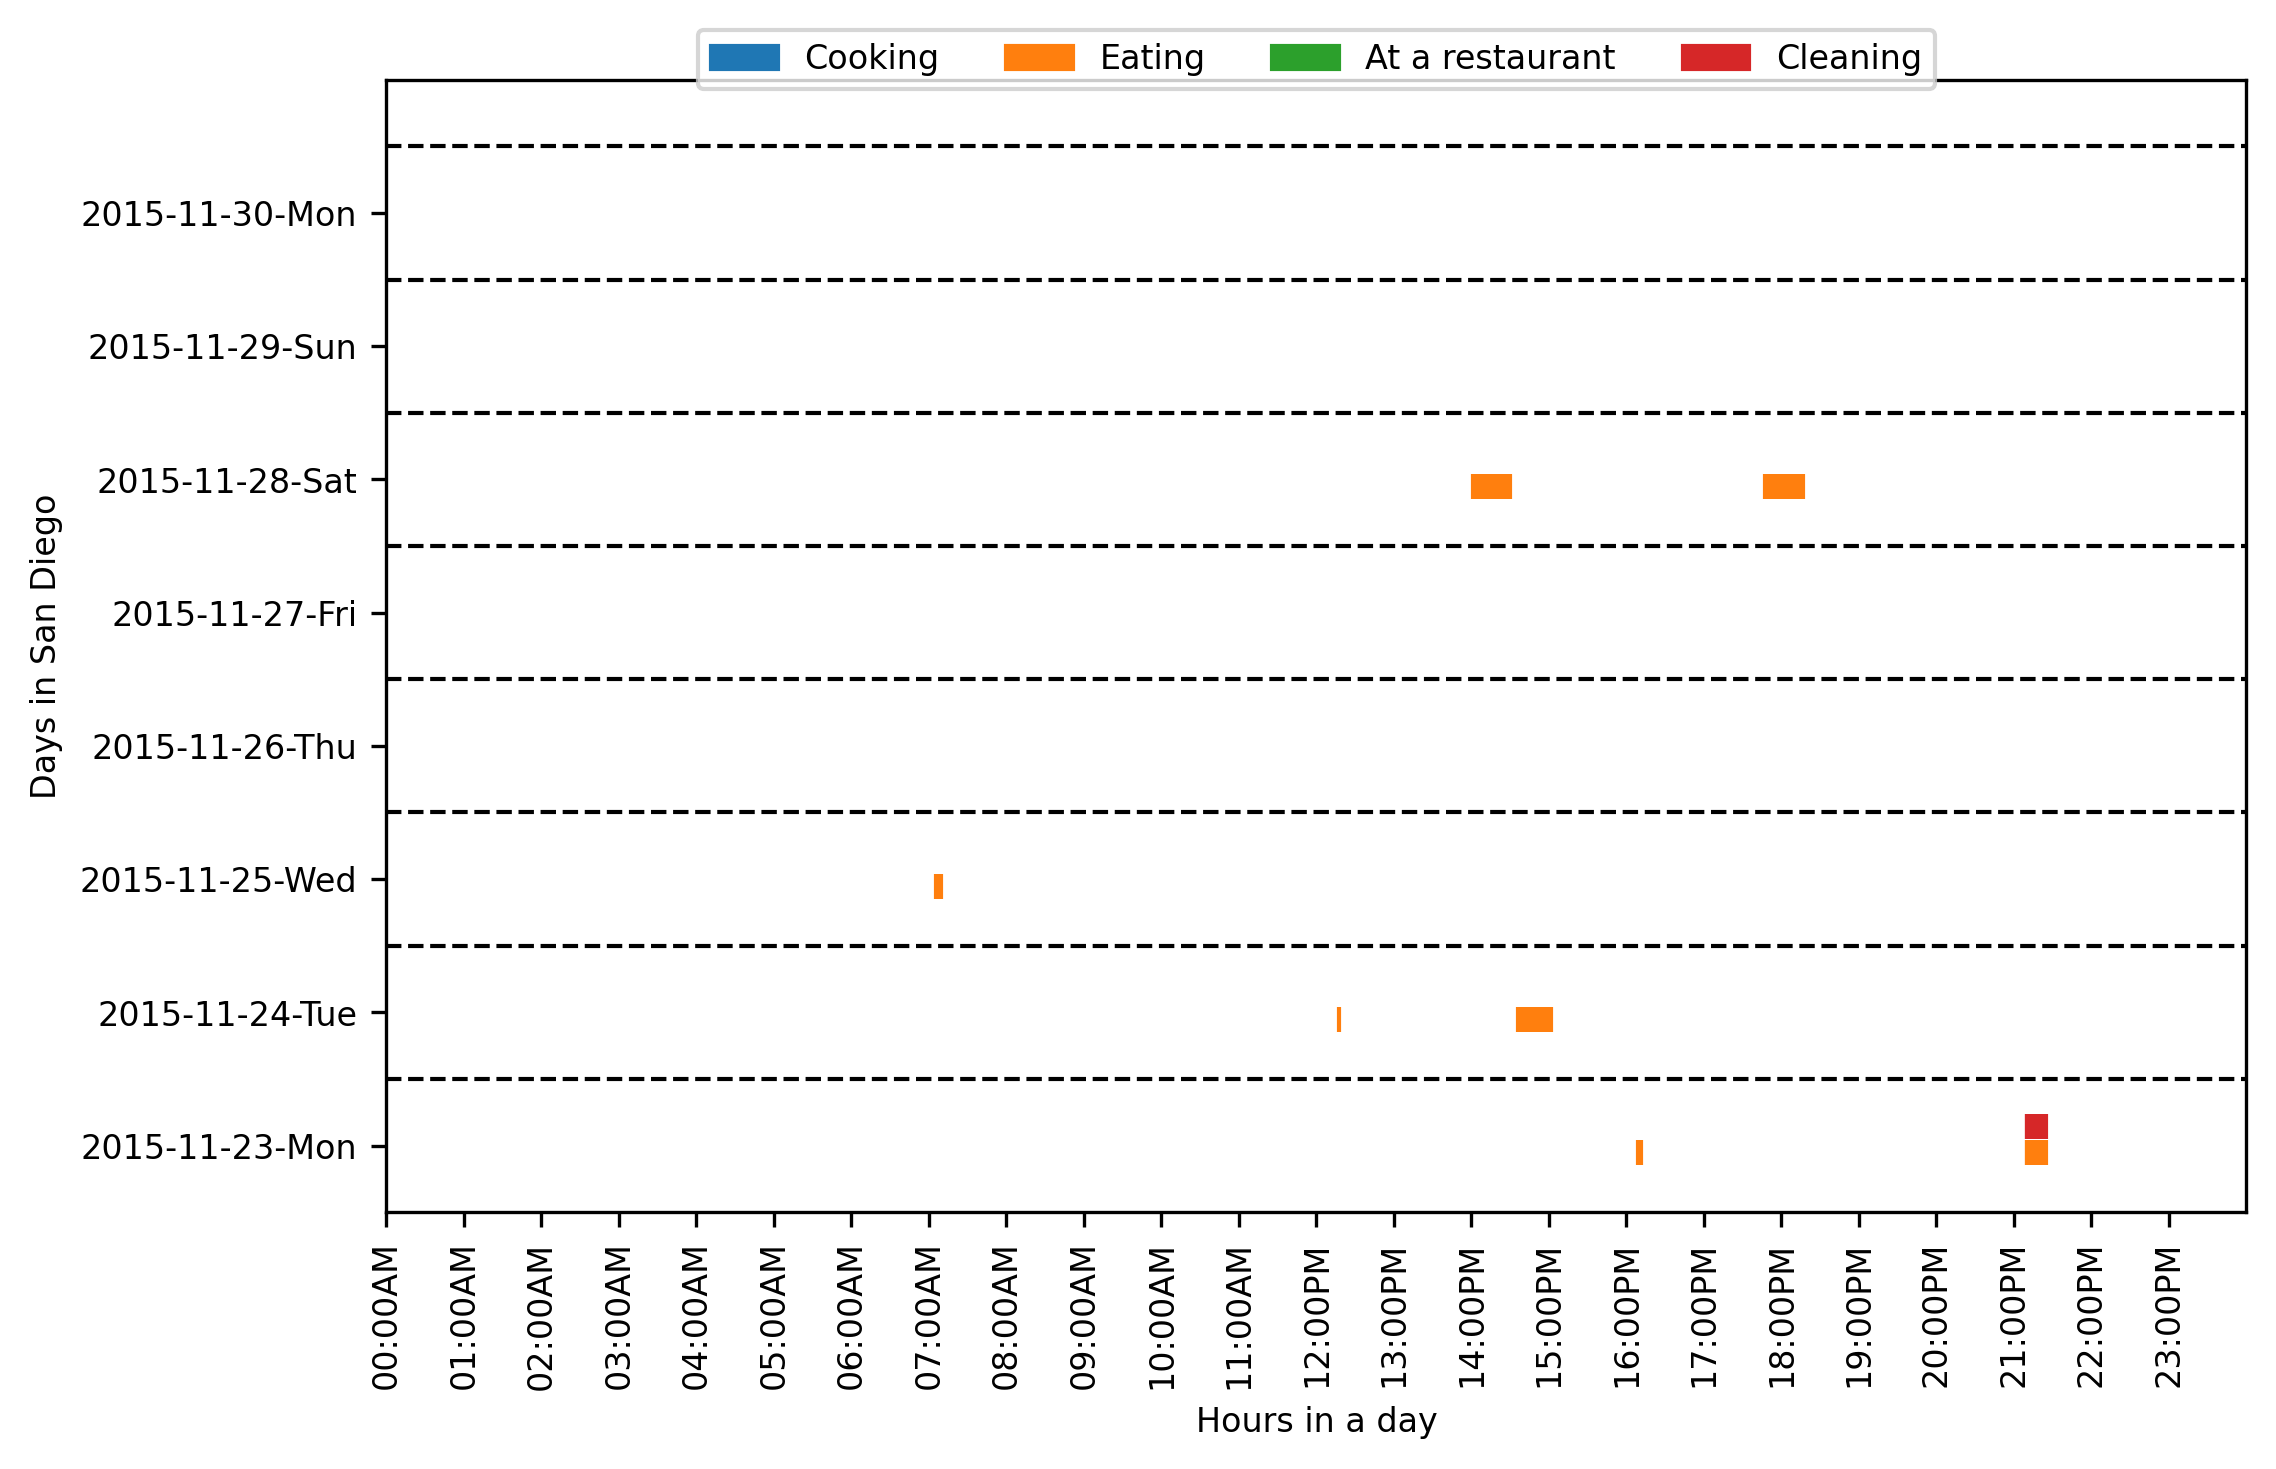 Cooking Eating At a restaurant Cleaning
Days in San Diego
2015-11-30-Mon
2015-11-29-Sun
2015-11-28-Sat
2015-11-27-Fri
2015-11-26-Thu
2015-11-25-Wed
2015-11-24-Tue
2015-11-23-Mon
00:00AM
01:00AM
02:00AM
03:00AM
04:00AM
05:00AM
06:00AM
07:00AM
08:00AM
09:00AM
10:00AM
11:00AM
12:00PM
13:00PM
14:00PM
15:00PM
16:00PM
17:00PM
18:00PM
19:00PM
20:00PM
21:00PM
22:00PM
23:00PM
Hours in a day